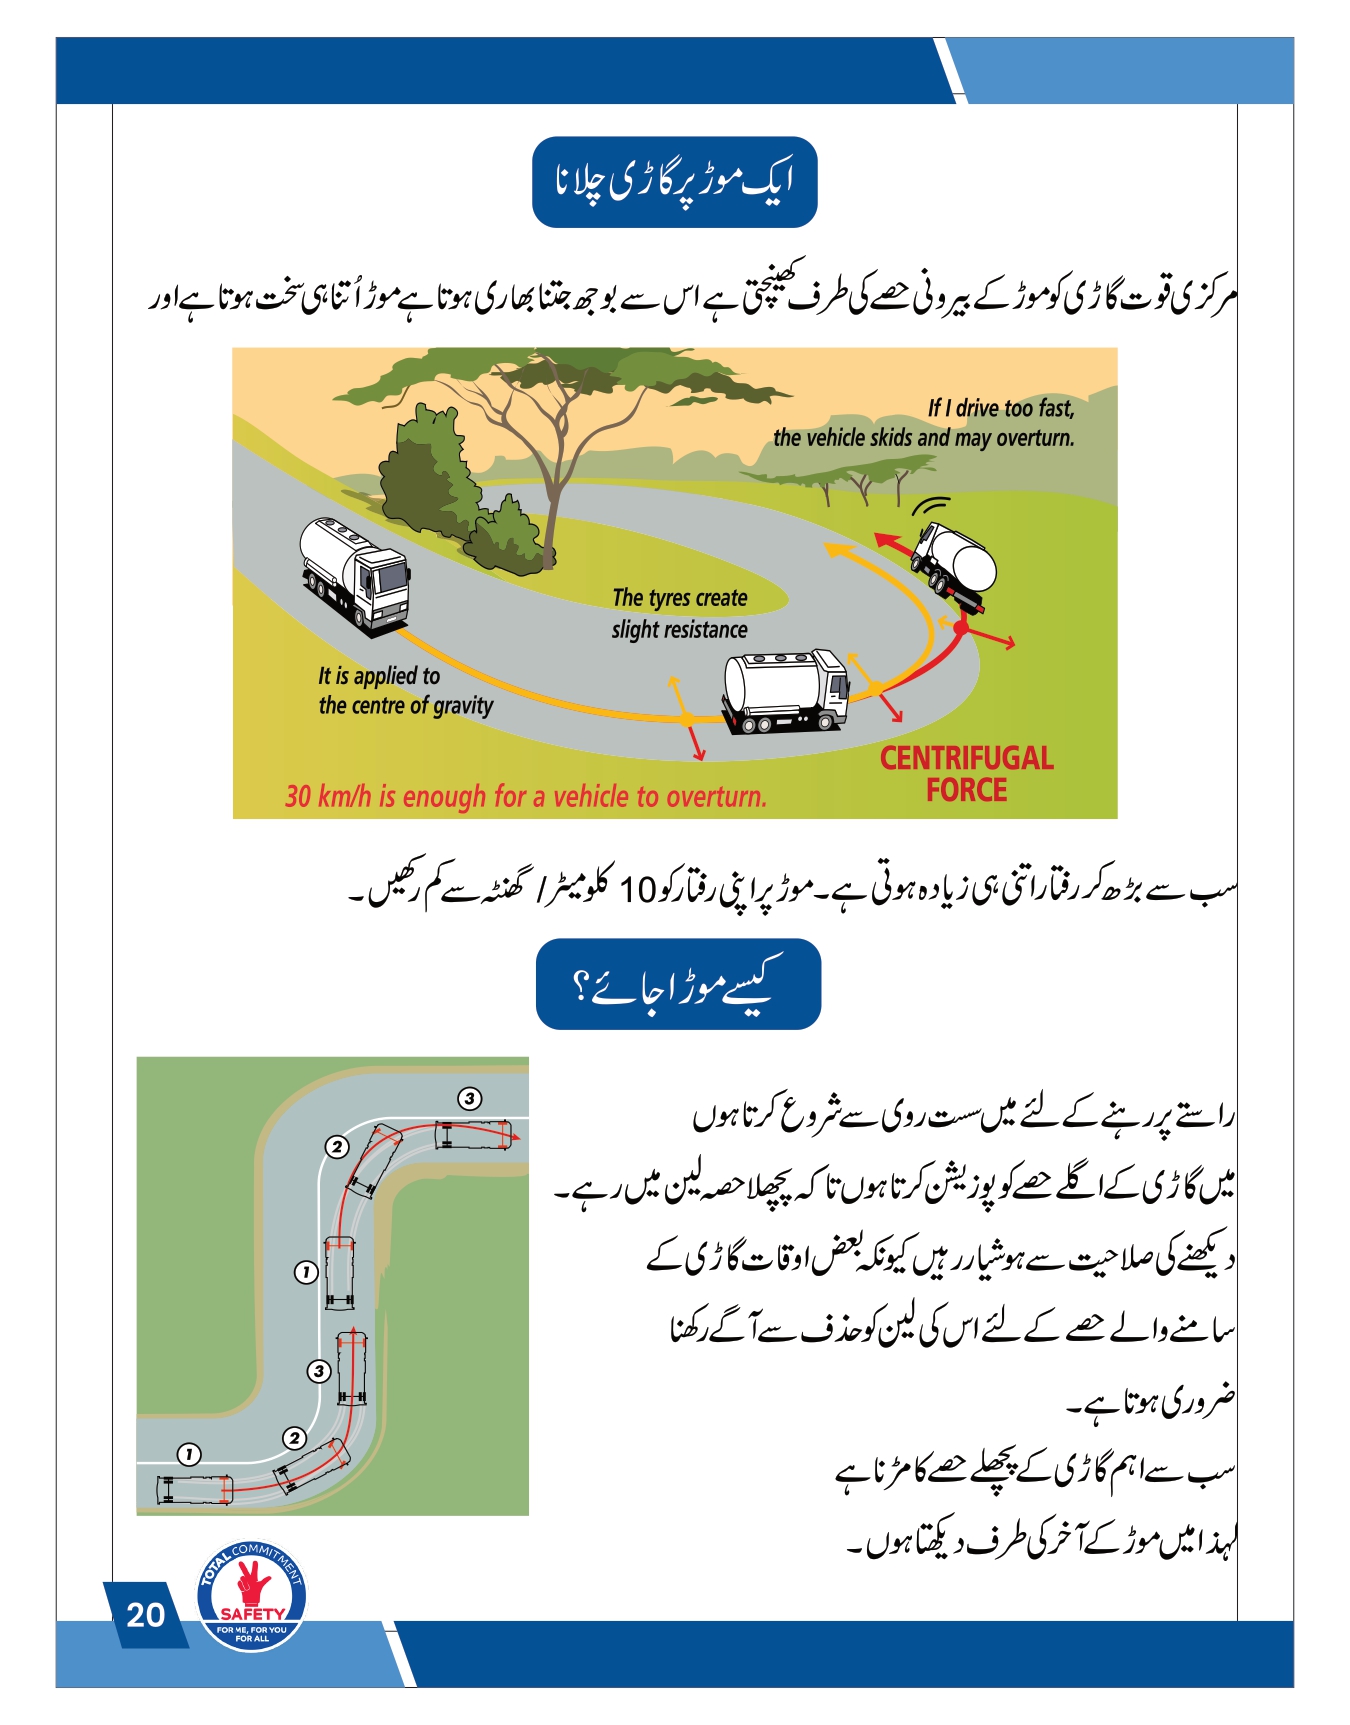 ایک موڑ پر گاڑی چلانا
مرکزی قوت گاڑی کو موڑ کے بیرونی حصے کی طرف کھینچتی ہے اس سے بوجھ جتنا بھاری ہوتا ہے موڑ اُتنا ہی سخت ہوتا ہے اور
If I drive too fast,
the vehicle skids and may overturn.
The tyres create
slight resistance
It is applied to
the centre of gravity
CENTRIFUGAL
FORCE
30 km/h is enough for a vehicle to overturn.
سب سے بڑھ کر رفتار اتنی ہی زیادہ ہوتی ہے۔ موڑ پر اپنی رفتار کو 10 کلومیٹر/ گھنٹہ سے کم رکھیں۔
کیسے موڑا جائے؟
راستے پر رہنے کے لئے میں سست روی سے شروع کرتا ہوں
میں گاڑی کے اگلے حصے کو پوزیشن کرتا ہوں تا کہ پچھلا حصہ لین میں رہے۔
دیکھنے کی صلاحیت سے ہوشیار رہیں کیونکہ بعض اوقات گاڑی کے
سامنے والے حصے کے لئے اس کی لین کو حذف سے آگے رکھنا
ضروری ہوتا ہے۔
سب سے اہم گاڑی کے پچھلے حصے کا مڑنا ہے
لہذا میں موڑ کے آخر کی طرف دیکھتا ہوں۔
3
2
1
3
2
1
TOTAL COMMITMENT
SAFETY
FOR ME, FOR YOU
FOR ALL
20